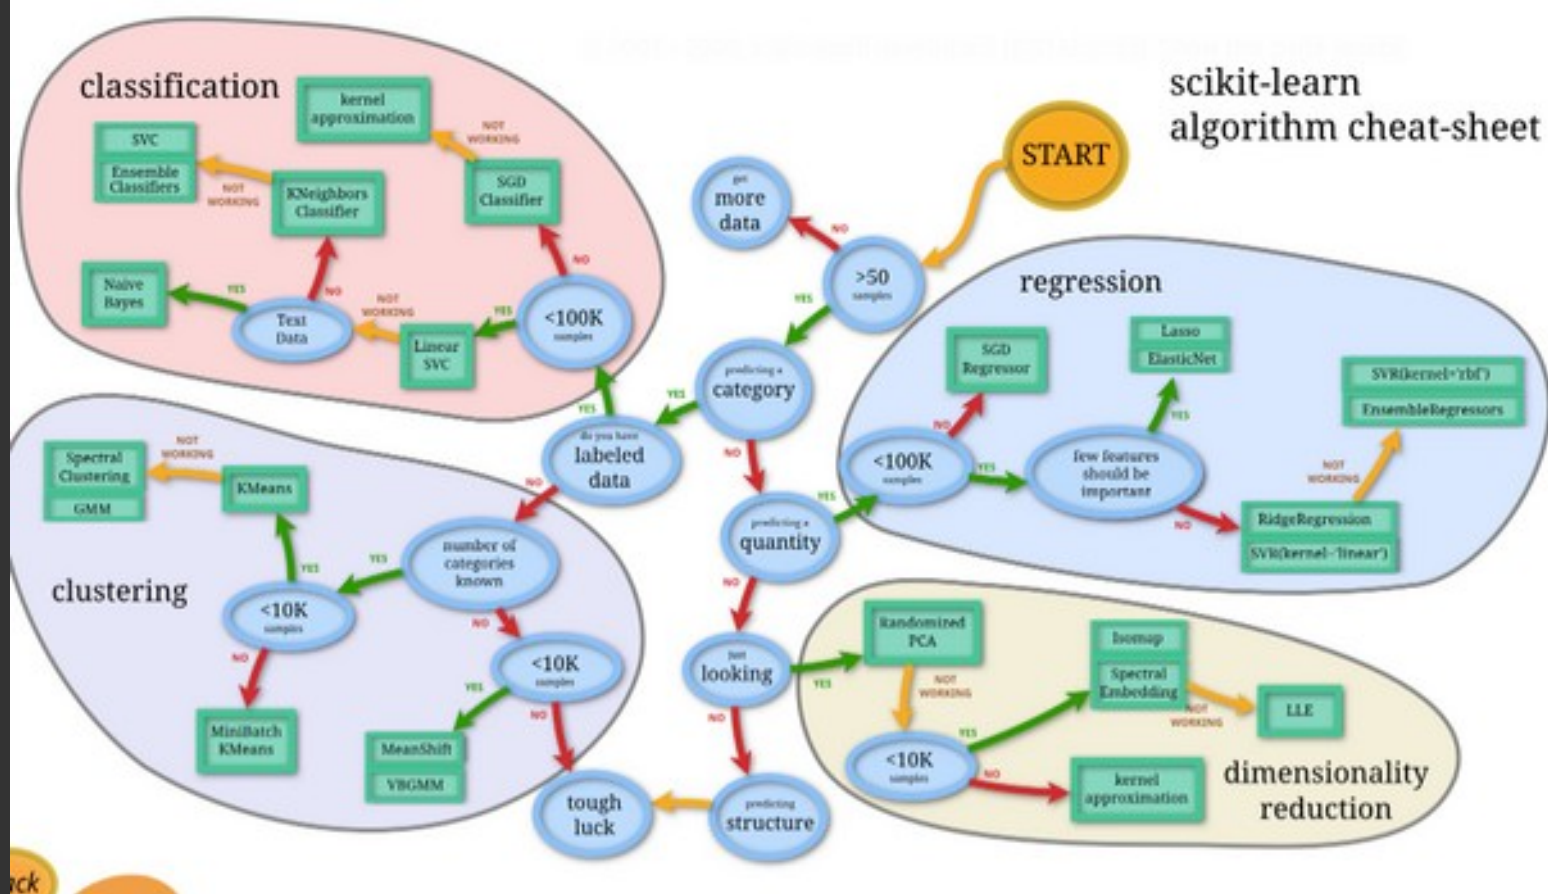 scikit-learn
algorithm cheat-sheet
START
classification
kernel
approximation
NOT
WORKING
SVC
Ensemble
Classifiers
NOT
WORKING
KNeighbors
Classifier
SGD
Classifier
NO
Naive
Bayes
YES
NO
Text
Data
NOT
WORKING
Linear
SVC
YES
<100K
samples
get
more
data
NO
>50
samples
YES
predicting a
category
YES
YES
do you have
labeled
data
NO
NO
predicting a
quantity
YES
NO
just
looking
YES
NO
predicting
structure
tough
luck
regression
SGD
Regressor
Lasso
ElasticNet
YES
SVR(kernel='rbf')
EnsembleRegressors
NO
<100K
samples
YES
few features
should be
important
NOT
WORKING
NO
RidgeRegression
SVR(kernel='linear')
clustering
Spectral
Clustering
GMM
NOT
WORKING
KMeans
YES
number of
categories
known
YES
<10K
samples
NO
NO
<10K
samples
YES
NO
MiniBatch
KMeans
MeanShift
VBGMM
Randomized
PCA
NOT
WORKING
Isomap
Spectral
Embedding
NOT
WORKING
LLE
YES
<10K
samples
NO
kernel
approximation
dimensionality
reduction